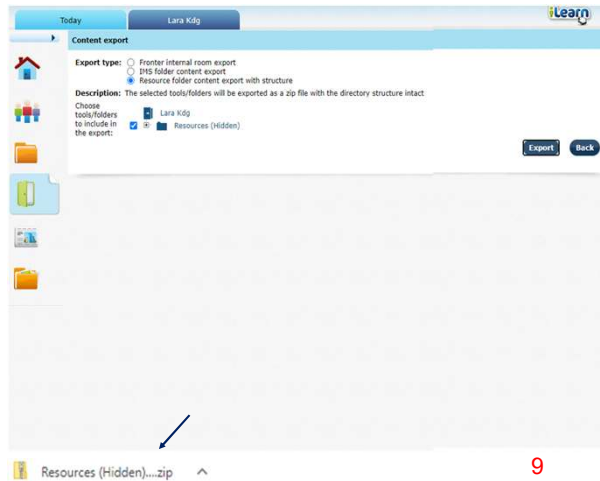 Today
Lara Kdg
iLearn
Content export
Export type:
Fronter internal room export
IMS folder content export
Resource folder content export with structure
Description: The selected tools/folders will be exported as a zip file with the directory structure intact
Choose
tools/folders
to include in
the export:
Lara Kdg
Resources (Hidden)
Export
Back
Resources (Hidden)....zip
9